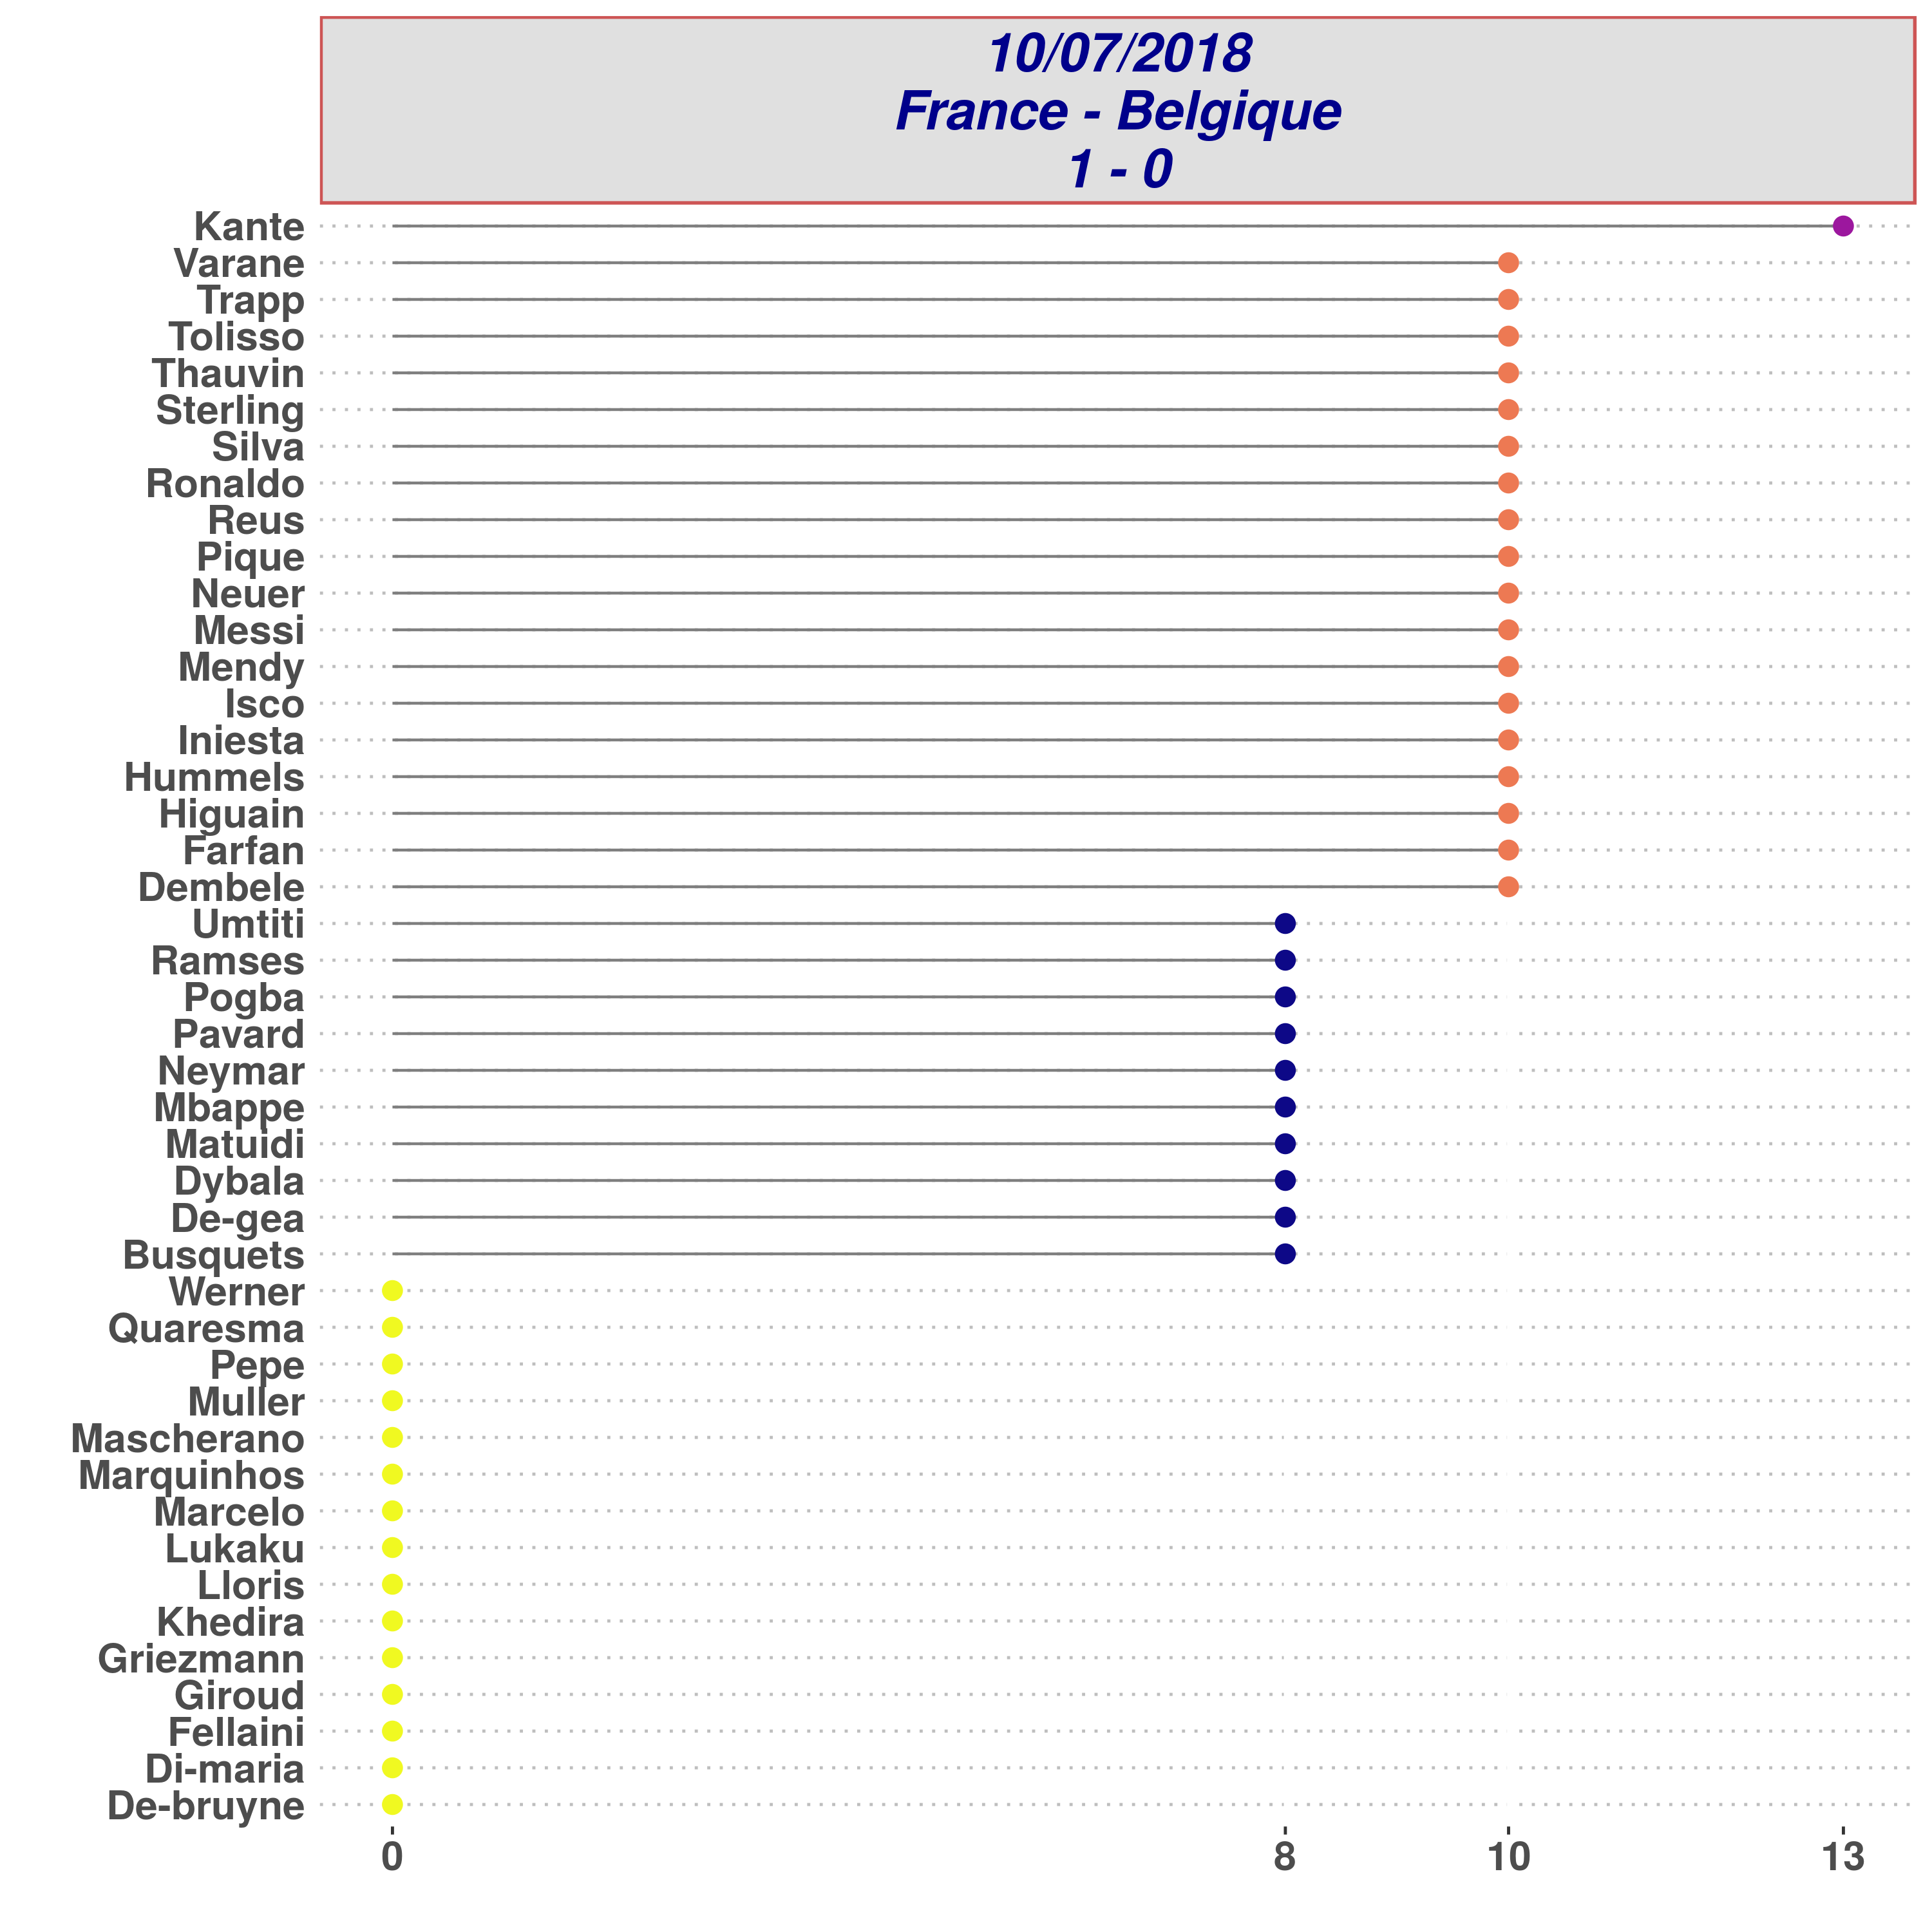 10/07/2018
France - Belgique
1 - 0
Kante
Varane
Trapp
Tolisso
Thauvin
Sterling
Silva
Ronaldo
Reus
Pique
Neuer
Messi
Mendy
Isco
Iniesta
Hummels
Higuain
Farfan
Dembele
Umtiti
Ramses
Pogba
Pavard
Neymar
Mbappe
Matuidi
Dybala
De-gea
Busquets
Werner
Quaresma
Pepe
Muller
Mascherano
Marquinhos
Marcelo
Lukaku
Lloris
Khedira
Griezmann
Giroud
Fellaini
Di-maria
De-bruyne
0 8 10 13